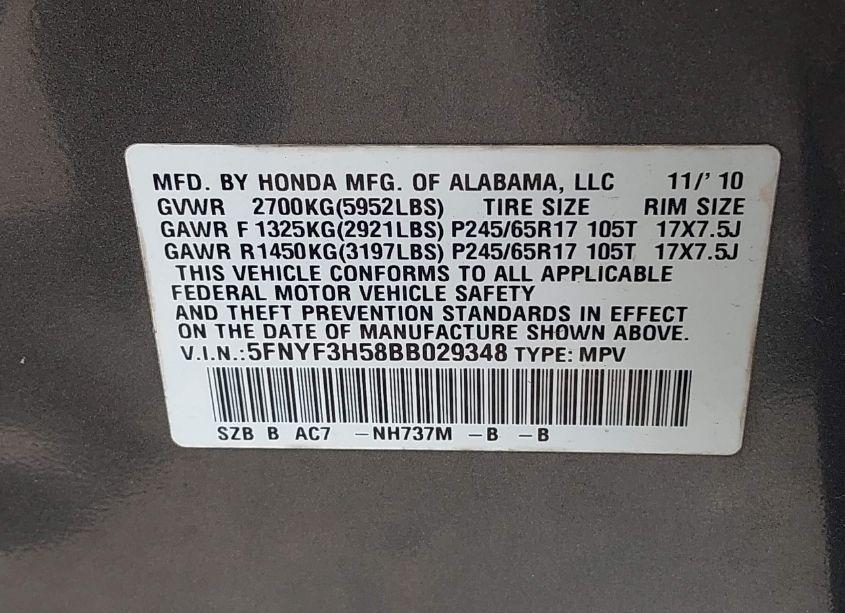 MFD. BY HONDA MFG. OF ALABAMA, LLC 11/' 10
GVWR 2700KG(5952LBS) TIRE SIZE RIM SIZE
GAWR F 1325KG(2921LBS) P245/65R17 105T 17X7.5J
GAWR R1450KG(3197LBS) P245/65R17 105T 17X7.5J
THIS VEHICLE CONFORMS TO ALL APPLICABLE
FEDERAL MOTOR VEHICLE SAFETY
AND THEFT PREVENTION STANDARDS IN EFFECT
ON THE DATE OF MANUFACTURE SHOWN ABOVE.
V.I.N.:5FNYF3H58BB029348 TYPE: MPV
SZB B AC7 –NH737M –B –B